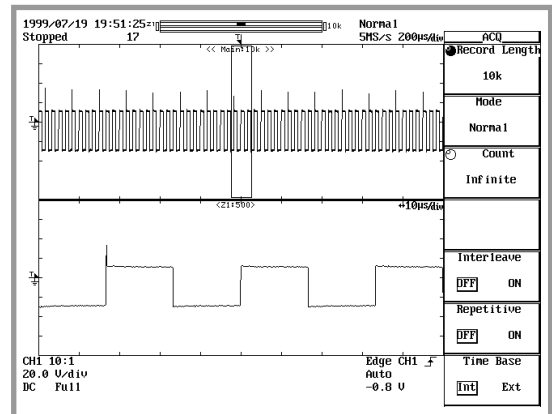 1999/07/19 19:51:25 Z1 10k Normal
Stopped 17 5MS/s 200µs/div
<< Main:10k >>
<Z1:500> 10µs/div
CH1 10:1
20.0 V/div
DC Full
Edge CH1
Auto
-0.8 V
ACQ
Record Length
10k
Mode
Normal
Count
Infinite
Interleave
OFF ON
Repetitive
OFF ON
Time Base
Int Ext